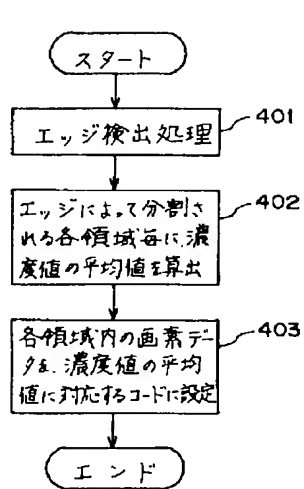 スタート
エッジ検出処理
401
エッジによって分割さ
れる各領域毎に、濃
度値の平均値を算出
402
各領域内の画素デー
タを、濃度値の平均
値に対応するコードに設定
403
エンド